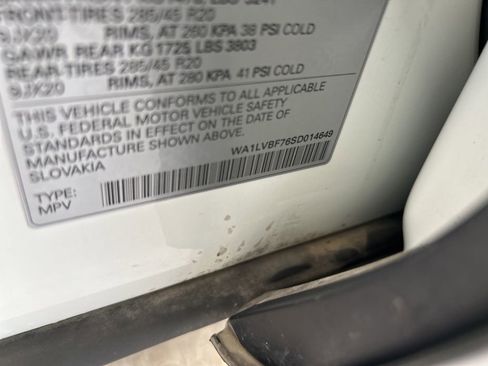 FRONT TIRES 285/45 R20
9JX20 RIMS, AT 260 KPA 38 PSI COLD
GAWR REAR KG 1725 LBS 3803
REAR TIRES 285/45 R20
9JX20 RIMS, AT 280 KPA 41 PSI COLD
THIS VEHICLE CONFORMS TO ALL APPLICABLE
U.S. FEDERAL MOTOR VEHICLE SAFETY
STANDARDS IN EFFECT ON THE DATE OF
MANUFACTURE SHOWN ABOVE.
SLOVAKIA WA1LVBF76SD014649
TYPE:
MPV